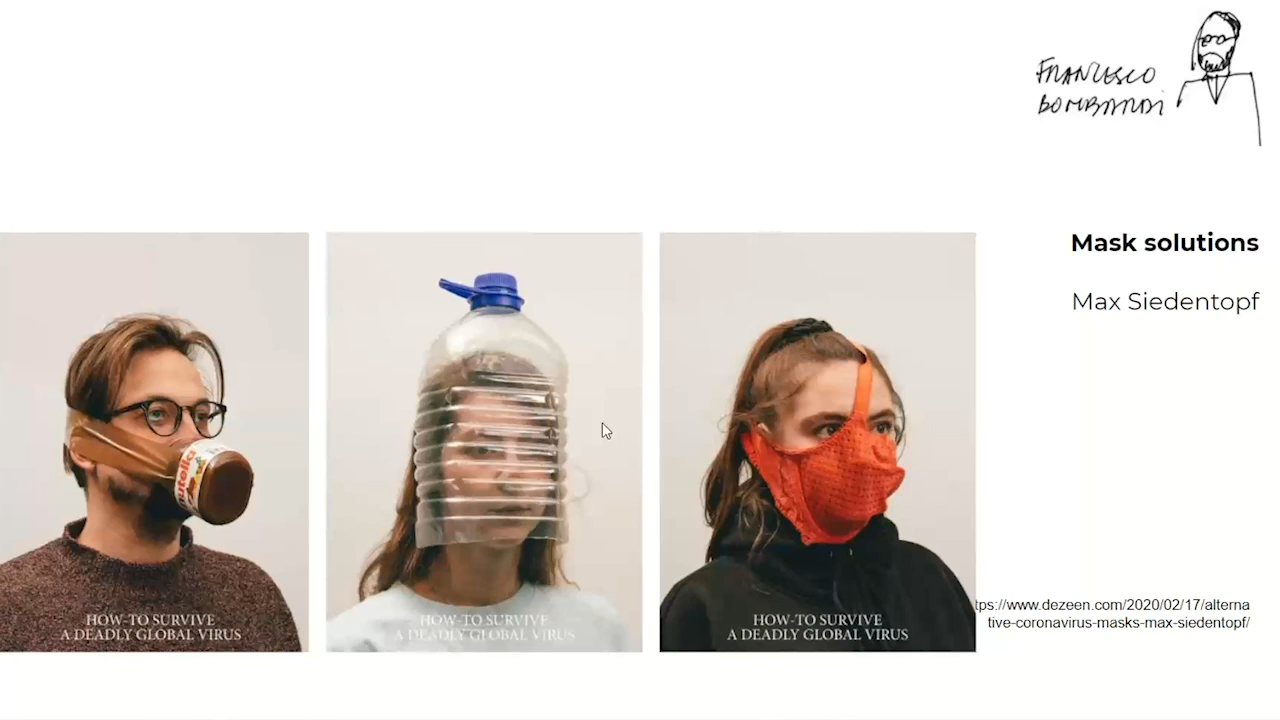 FRANCESCO
BOMBARDI
Mask solutions
Max Siedentopf
nutella
HOW-TO SURVIVE
A DEADLY GLOBAL VIRUS
HOW-TO SURVIVE
A DEADLY GLOBAL VIRUS
HOW-TO SURVIVE
A DEADLY GLOBAL VIRUS
tps://www.dezeen.com/2020/02/17/alterna
tive-coronavirus-masks-max-siedentopf/